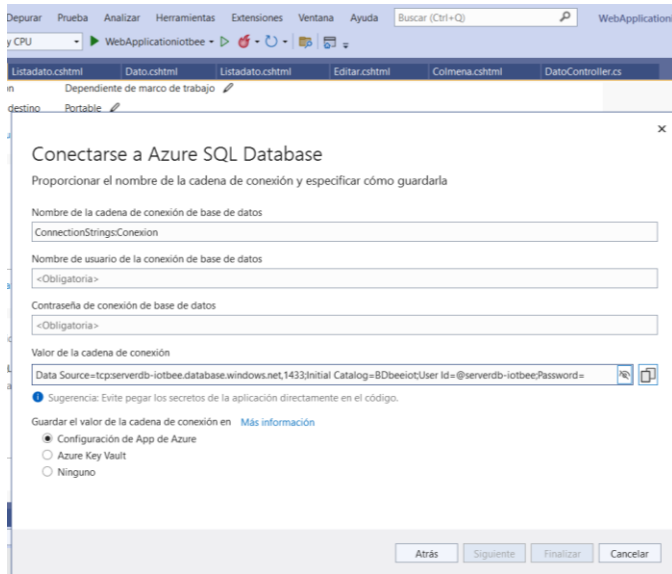 Depurar Prueba Analizar Herramientas Extensiones Ventana Ayuda Buscar (Ctrl+Q) WebApplicationi
y CPU WebApplicationiotbee
Listadato.cshtml Dato.cshtml Listadato.cshtml Editar.cshtml Colmena.cshtml DatoController.cs
ón Dependiente de marco de trabajo
destino Portable
Conectarse a Azure SQL Database
Proporcionar el nombre de la cadena de conexión y especificar cómo guardarla
Nombre de la cadena de conexión de base de datos
ConnectionStrings:Conexion
Nombre de usuario de la conexión de base de datos
<Obligatoria>
Contraseña de conexión de base de datos
<Obligatoria>
Valor de la cadena de conexión
Data Source=tcp:serverdb-iotbee.database.windows.net,1433;Initial Catalog=BDbeeiot;User Id=@serverdb-iotbee;Password=
Sugerencia: Evite pegar los secretos de la aplicación directamente en el código.
Guardar el valor de la cadena de conexión en Más información
Configuración de App de Azure
Azure Key Vault
Ninguno
Atrás Siguiente Finalizar Cancelar